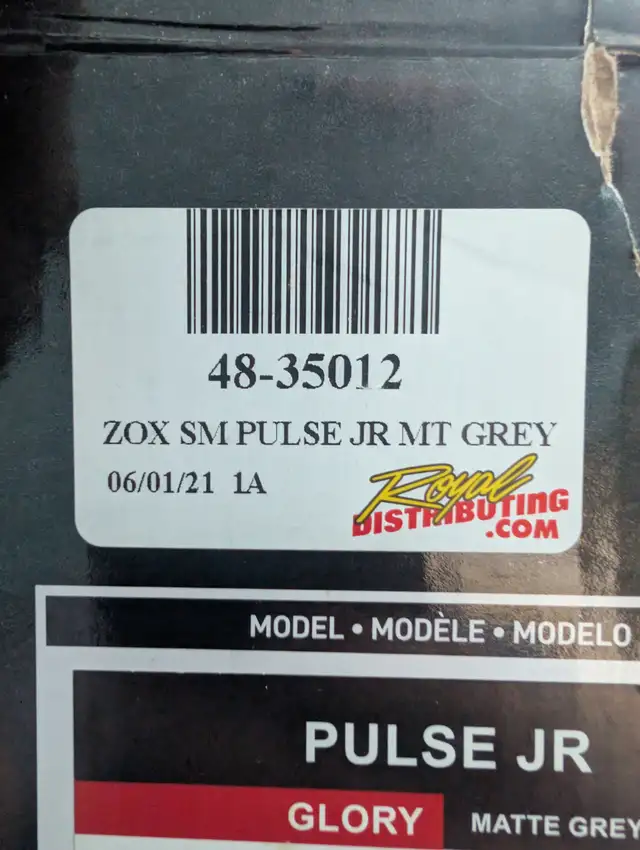 48-35012
ZOX SM PULSE JR MT GREY
06/01/21 1A
Royal
DISTRIBUTING
.COM
MODEL • MODÈLE • MODELO
PULSE JR
GLORY MATTE GREY